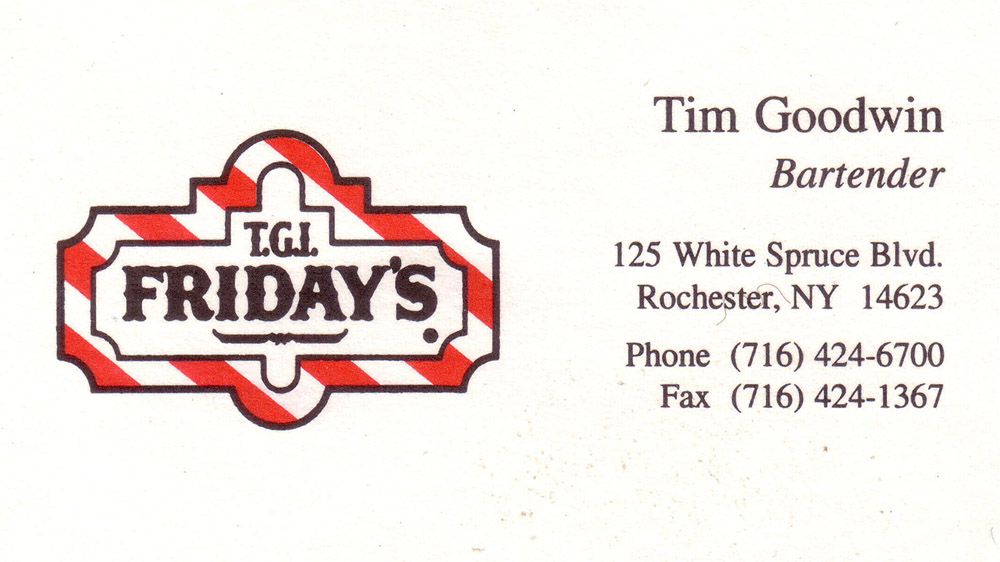 T.G.I.
FRIDAY'S
Tim Goodwin
Bartender
125 White Spruce Blvd.
Rochester, NY 14623
Phone (716) 424-6700
Fax (716) 424-1367